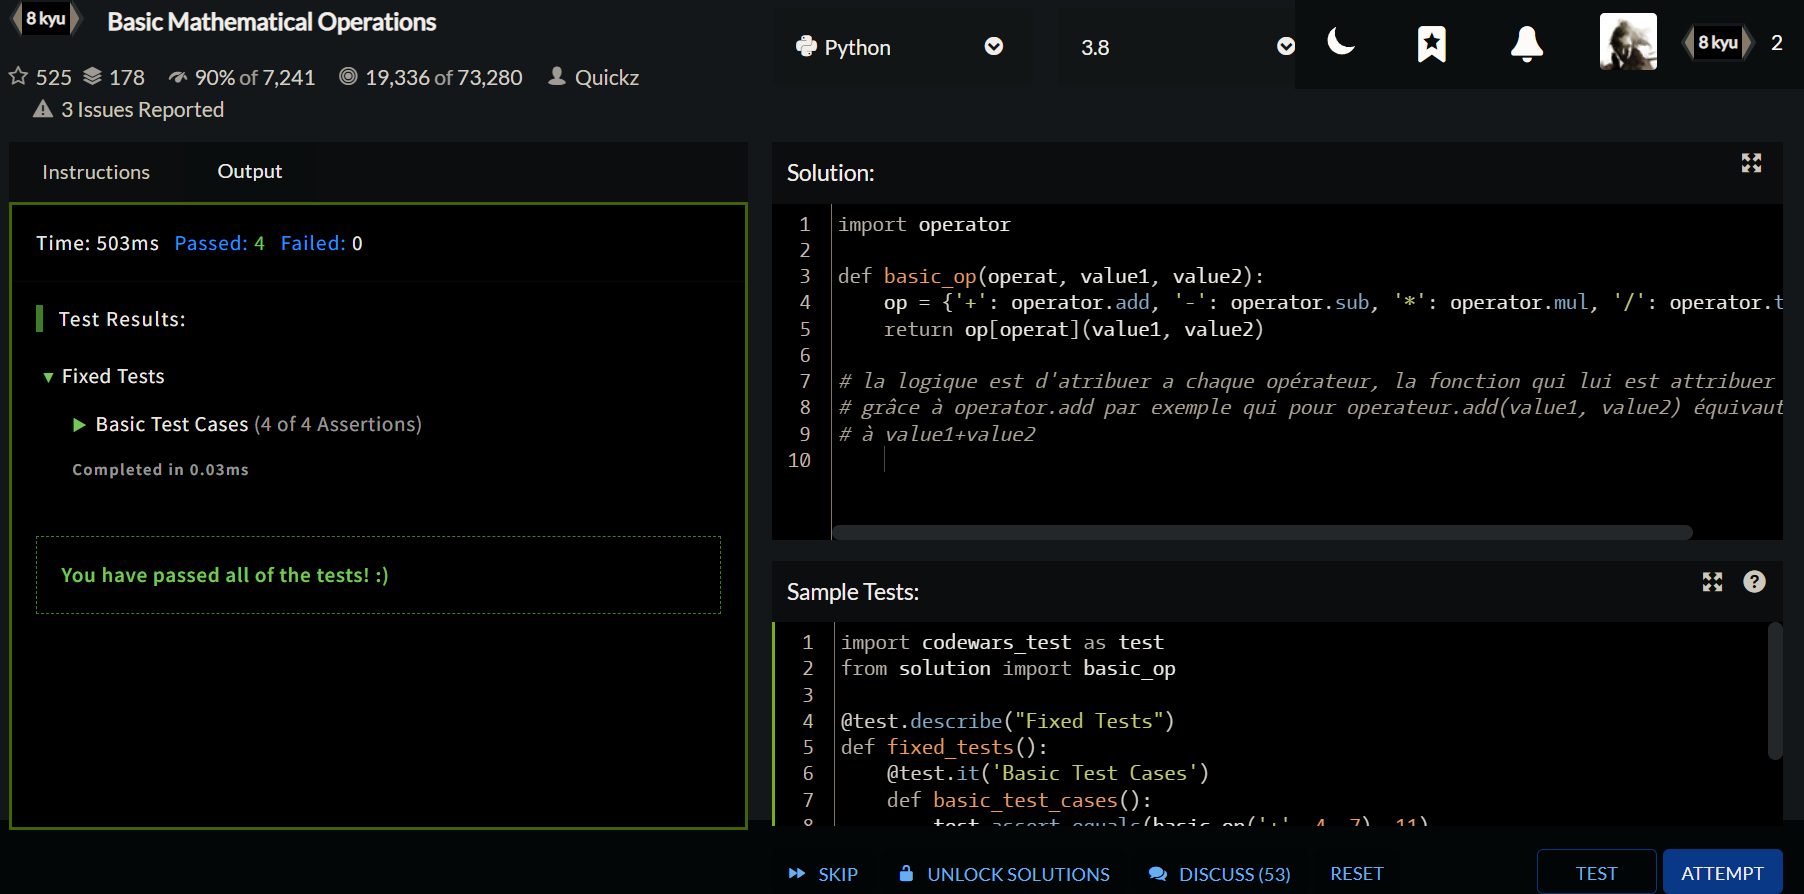 8 kyu
Basic Mathematical Operations
525 178 90% of 7,241 19,336 of 73,280 Quickz
3 Issues Reported
Python
3.8
8 kyu
2
Instructions
Output
Time: 503ms Passed: 4 Failed: 0
Test Results:
Fixed Tests
Basic Test Cases (4 of 4 Assertions)
Completed in 0.03ms
You have passed all of the tests! :)
Solution:
1 import operator
2
3 def basic_op(operat, value1, value2):
4 op = {'+': operator.add, '-': operator.sub, '*': operator.mul, '/': operator.t
5 return op[operat](value1, value2)
6
7 # la logique est d'atribuer a chaque opérateur, la fonction qui lui est attribuer
8 # grâce à operator.add par exemple qui pour operateur.add(value1, value2) équivaut
9 # à value1+value2
10
Sample Tests:
1 import codewars_test as test
2 from solution import basic_op
3
4 @test.describe("Fixed Tests")
5 def fixed_tests():
6 @test.it('Basic Test Cases')
7 def basic_test_cases():
8 test.assert_equals(basic_op('+', 4, 7), 11)
SKIP
UNLOCK SOLUTIONS
DISCUSS (53)
RESET
TEST
ATTEMPT